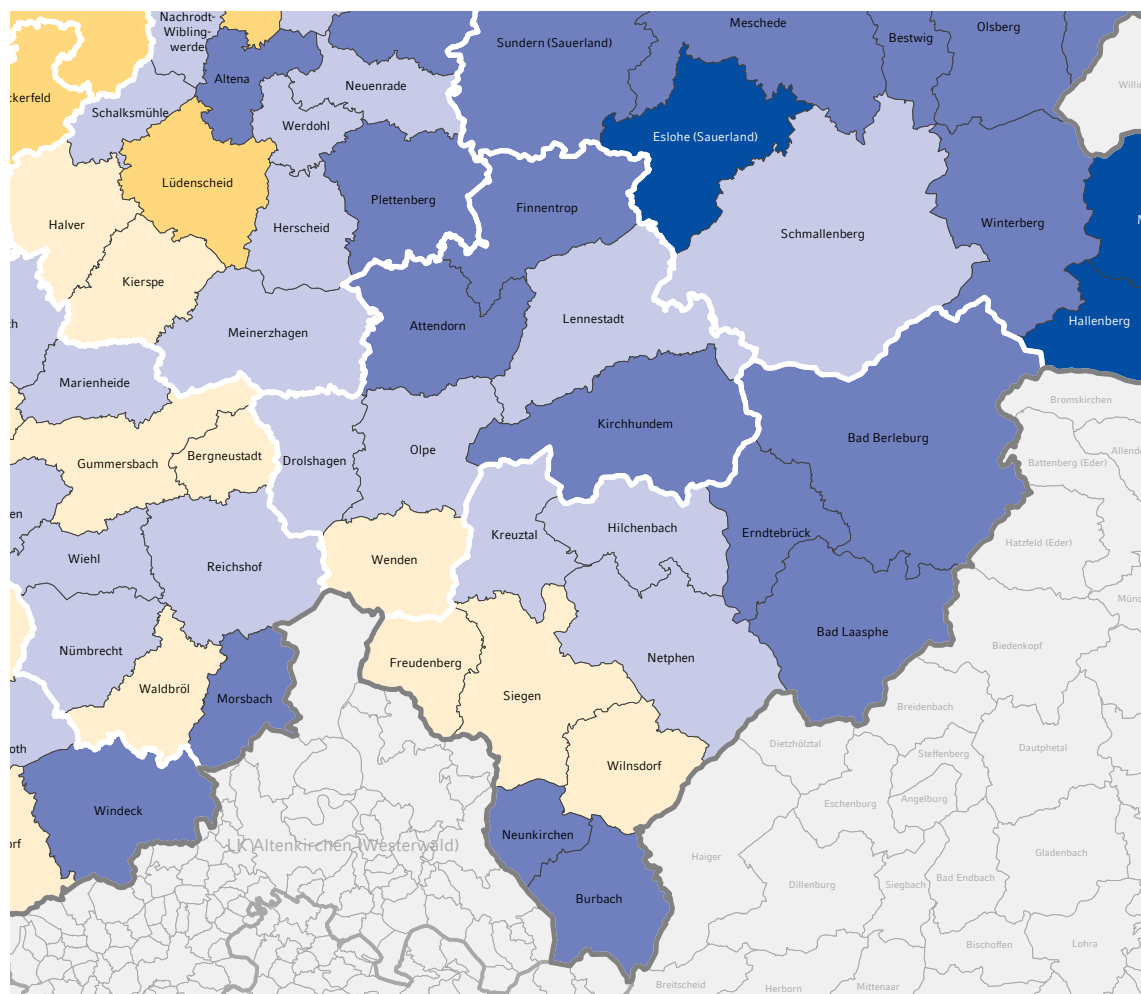 Nachrodt-
Wibling-
werde
Meschede
Olsberg
Bestwig
Sundern (Sauerland)
Altena
Neuenrade
ckerfeld
Schalksmühle
Werdohl
Eslohe (Sauerland)
Lüdenscheid
Plettenberg
Finnentrop
Halver
Herscheid
Schmallenberg
Winterberg
Kierspe
Lennestadt
Attendorn
Meinerzhagen
Hallenberg
Marienheide
Bromskirchen
Kirchhundem
Bad Berleburg
Olpe
Bergneustadt
Drolshagen
Gummersbach
Battenberg (Eder)
en
Hilchenbach
Kreuztal
Erndtebrück
Hatzfeld (Eder)
Wiehl
Wenden
Reichshof
Bad Laasphe
Biedenkopf
Nümbrecht
Netphen
Freudenberg
Waldbröl
Siegen
Morsbach
Breidenbach
oth
Dietzhölztal
Steffenberg
Dautphetal
Wilnsdorf
Angelburg
Eschenburg
Windeck
Neunkirchen
orf
LK Altenkirchen (Westerwald)
Haiger
Gladenbach
Bad Endbach
Dillenburg
Siegbach
Burbach
Bischoffen
Lohra
Breitscheid
Herborn
Mittenaar